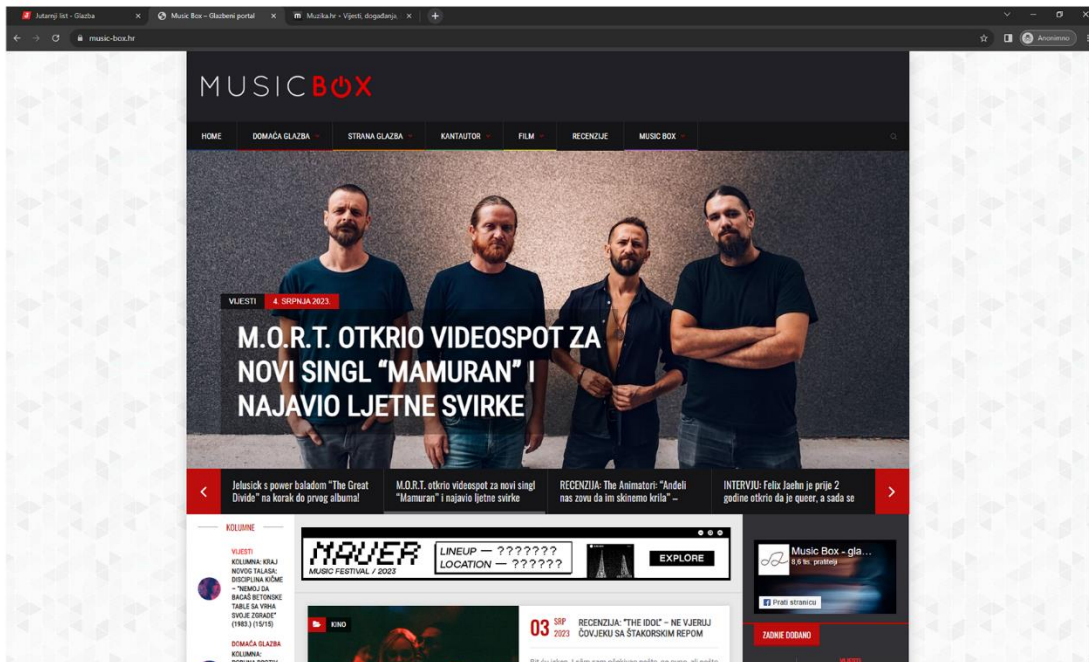 Jutarnji list - Glazba
Music Box – Glazbeni portal
Muzika.hr - Vijesti, događanja,
music-box.hr
Anonimno
MUSICBOX
HOME
DOMAĆA GLAZBA
STRANA GLAZBA
KANTAUTOR
FILM
RECENZIJE
MUSIC BOX
VIJESTI
4. SRPNJA 2023.
M.O.R.T. OTKRIO VIDEOSPOT ZA
NOVI SINGL “MAMURAN” I
NAJAVIO LJETNE SVIRKE
Jelusick s power baladom “The Great
Divide” na korak do prvog albuma!
M.O.R.T. otkrio videospot za novi singl
“Mamuran” i najavio ljetne svirke
RECENZIJA: The Animatori: “Anđeli
nas zovu da im skinemo krila” –
INTERVJU: Felix Jaehn je prije 2
godine otkrio da je queer, a sada se
KOLUMNE
VIJESTI
KOLUMNA: KRAJ
NOVOG TALASA:
DISCIPLINA KIČME
– “NEMOJ DA
BACAŠ BETONSKE
TABLE SA VRHA
SVOJE ZGRADE”
(1983.) (15/15)
DOMAĆA GLAZBA
KOLUMNA:
MAUER
MUSIC FESTIVAL / 2023
LINEUP — ???????
LOCATION — ??????
EXPLORE
KINO
03 SRP
2023
RECENZIJA: “THE IDOL” – NE VJERUJ
ČOVJEKU SA ŠTAKORSKIM REPOM
Music Box - gla...
8,6 tis. pratitelji
Prati stranicu
ZADNJE DODANO
VIJESTI